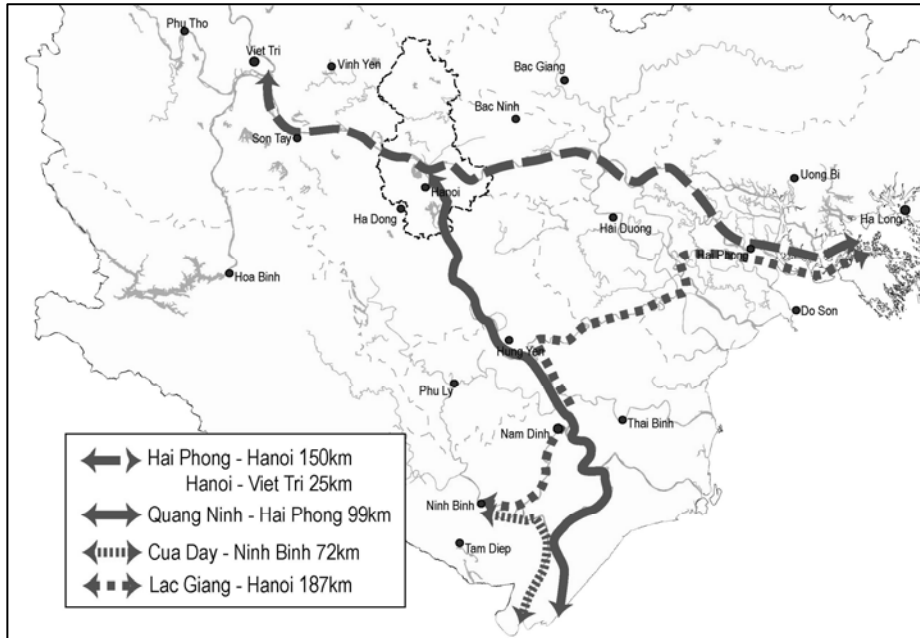 Phu Tho
Viet Tri
Vinh Yen
Bac Giang
Bac Ninh
Son Tay
Hanoi
Uong Bi
Ha Dong
Ha Long
Hai Duong
Hai Phong
Hoa Binh
Do Son
Hung Yen
Phu Ly
Thai Binh
Nam Dinh
Ninh Binh
Tam Diep
Hai Phong - Hanoi 150km
Hanoi - Viet Tri 25km
Quang Ninh - Hai Phong 99km
Cua Day - Ninh Binh 72km
Lac Giang - Hanoi 187km